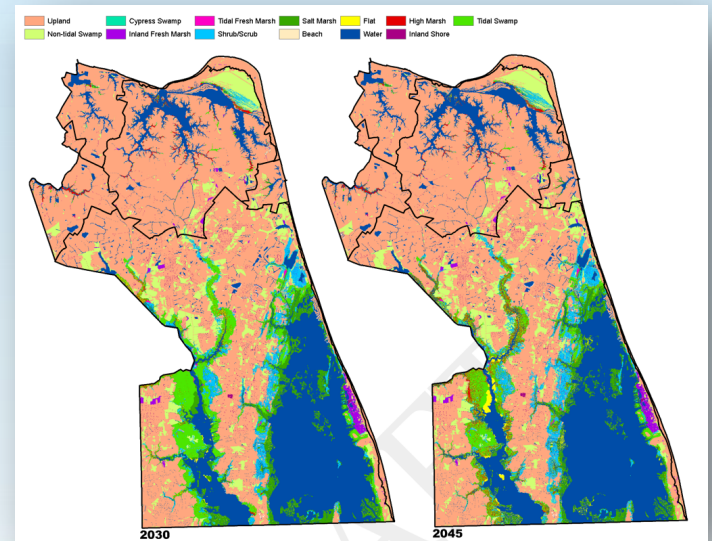 Upland Cypress Swamp Tidal Fresh Marsh Salt Marsh Flat High Marsh Tidal Swamp
Non-tidal Swamp Inland Fresh Marsh Shrub/Scrub Beach Water Inland Shore
2030 2045